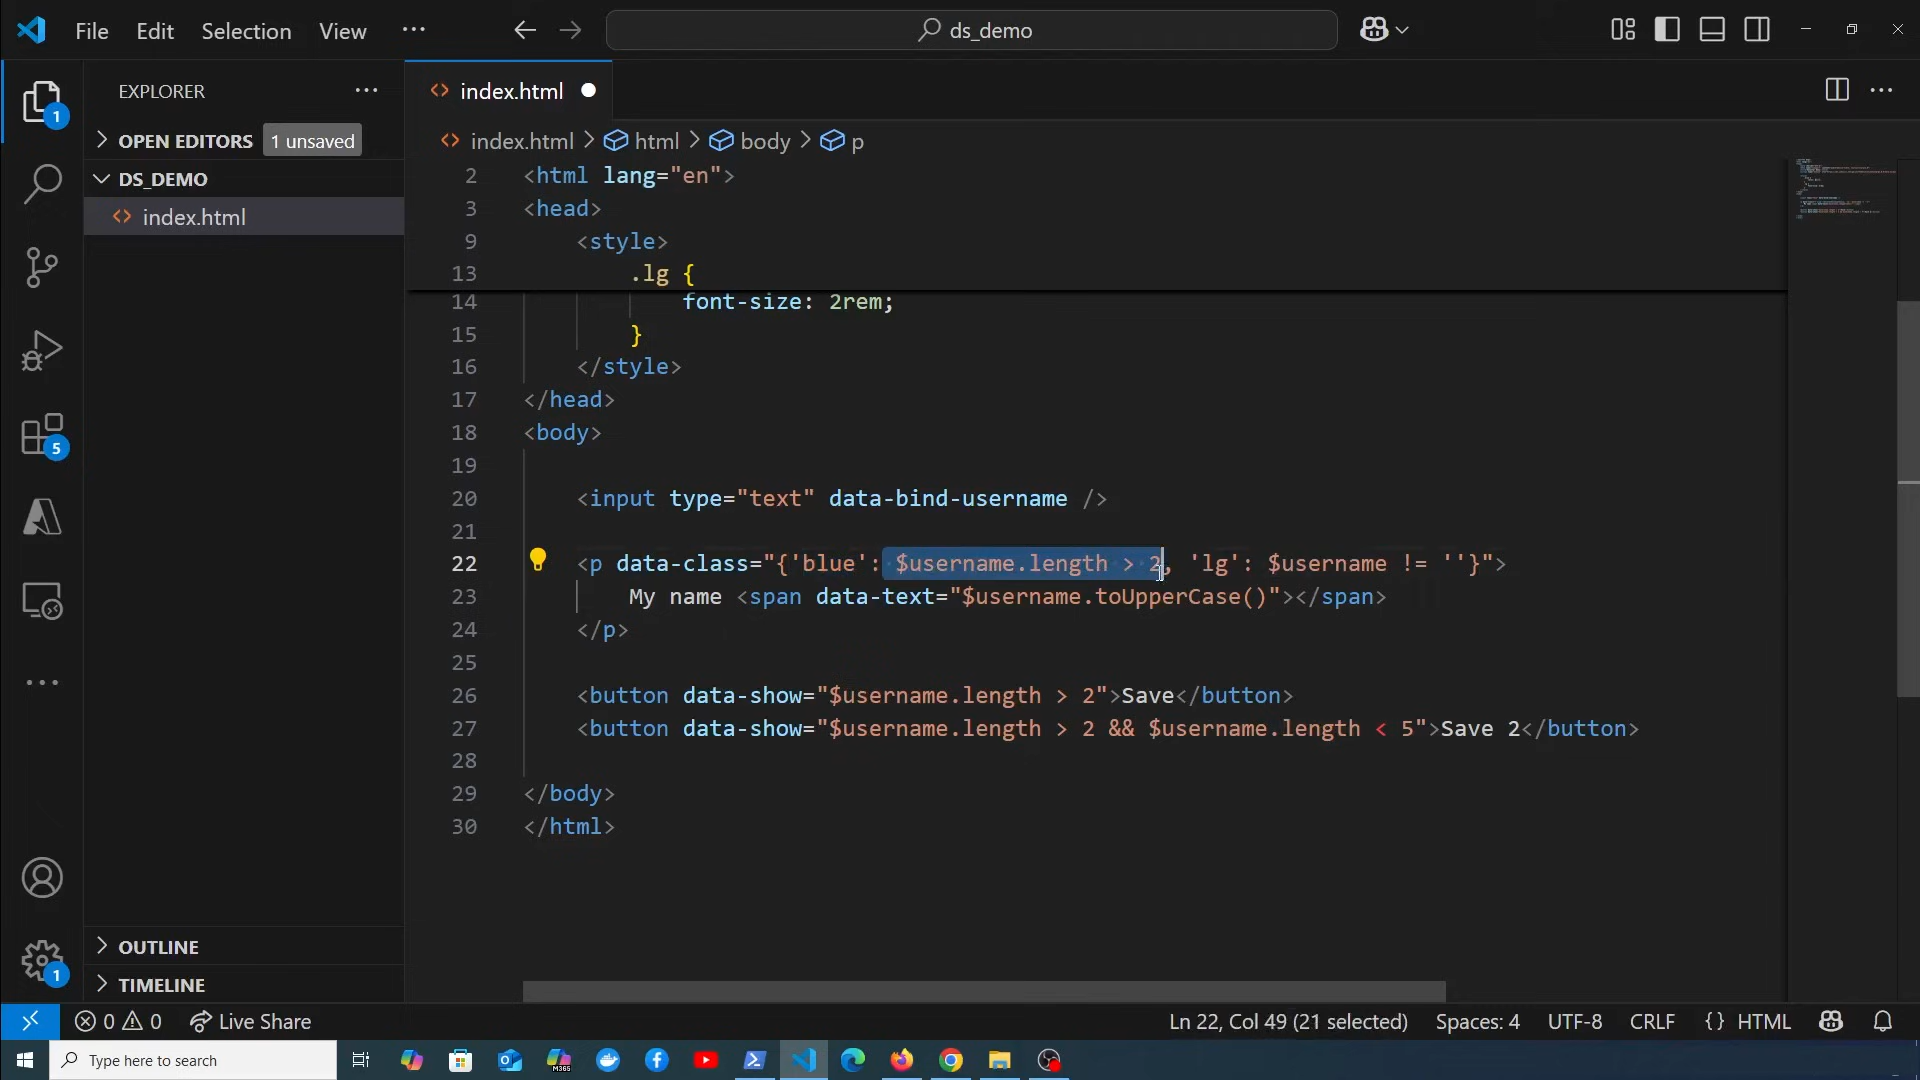 File Edit Selection View ··· ds_demo
EXPLORER ···
OPEN EDITORS 1 unsaved
DS_DEMO
index.html
OUTLINE
TIMELINE
index.html
index.html > html > body > p
2 <html lang="en">
3 <head>
9 <style>
13 .lg {
14 font-size: 2rem;
15 }
16 </style>
17 </head>
18 <body>
19
20 <input type="text" data-bind-username />
21
22 <p data-class="{'blue': $username.length > 2, 'lg': $username != ''}">
23 My name <span data-text="$username.toUpperCase()"></span>
24 </p>
25
26 <button data-show="$username.length > 2">Save</button>
27 <button data-show="$username.length > 2 && $username.length < 5">Save 2</button>
28
29 </body>
30 </html>
1
5
1
0 0 Live Share Ln 22, Col 49 (21 selected) Spaces: 4 UTF-8 CRLF {} HTML
Type here to search
M365